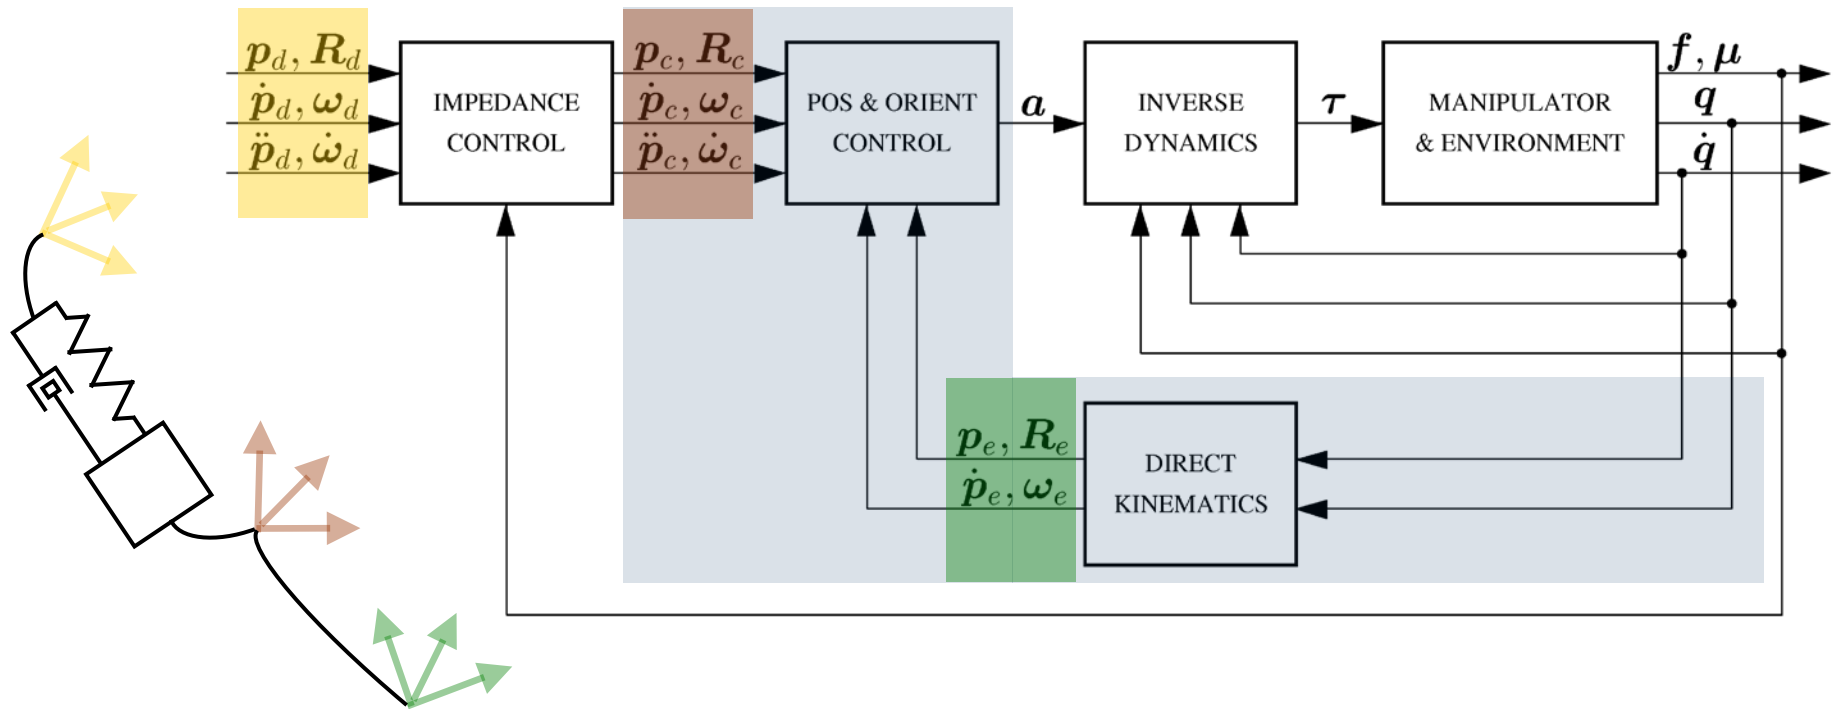 p_d, R_d
ṗ_d, ω_d
p̈_d, ω̇_d
IMPEDANCE
CONTROL
p_c, R_c
ṗ_c, ω_c
p̈_c, ω̇_c
POS & ORIENT
CONTROL
a
INVERSE
DYNAMICS
τ
MANIPULATOR
& ENVIRONMENT
f, μ
q
q̇
p_e, R_e
ṗ_e, ω_e
DIRECT
KINEMATICS